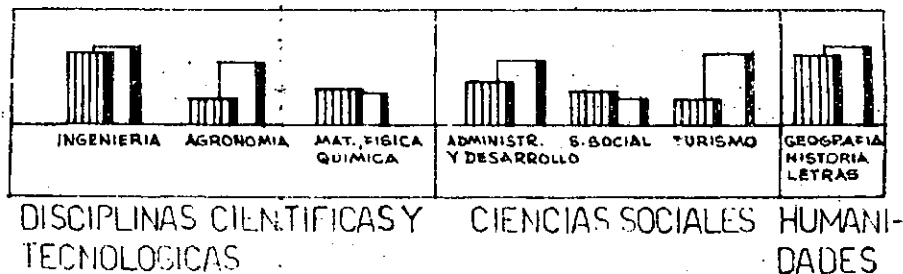 INGENIERIA AGRONOMIA MAT., FISICA ADMINISTR. S. SOCIAL TURISMO GEOGRAFIA
QUIMICA Y DESARROLLO HISTORIA
LETRAS
DISCIPLINAS CIENTIFICAS Y CIENCIAS SOCIALES HUMANI-
TECNOLOGICAS DADES